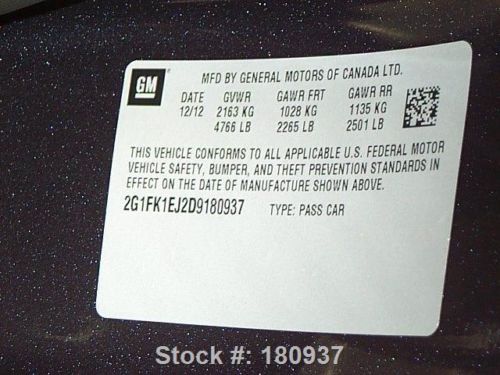 GM
MFD BY GENERAL MOTORS OF CANADA LTD.
DATE GVWR GAWR FRT GAWR RR
12/12 2163 KG 1028 KG 1135 KG
4766 LB 2265 LB 2501 LB
THIS VEHICLE CONFORMS TO ALL APPLICABLE U.S. FEDERAL MOTOR
VEHICLE SAFETY, BUMPER, AND THEFT PREVENTION STANDARDS IN
EFFECT ON THE DATE OF MANUFACTURE SHOWN ABOVE.
2G1FK1EJ2D9180937 TYPE: PASS CAR
Stock #: 180937